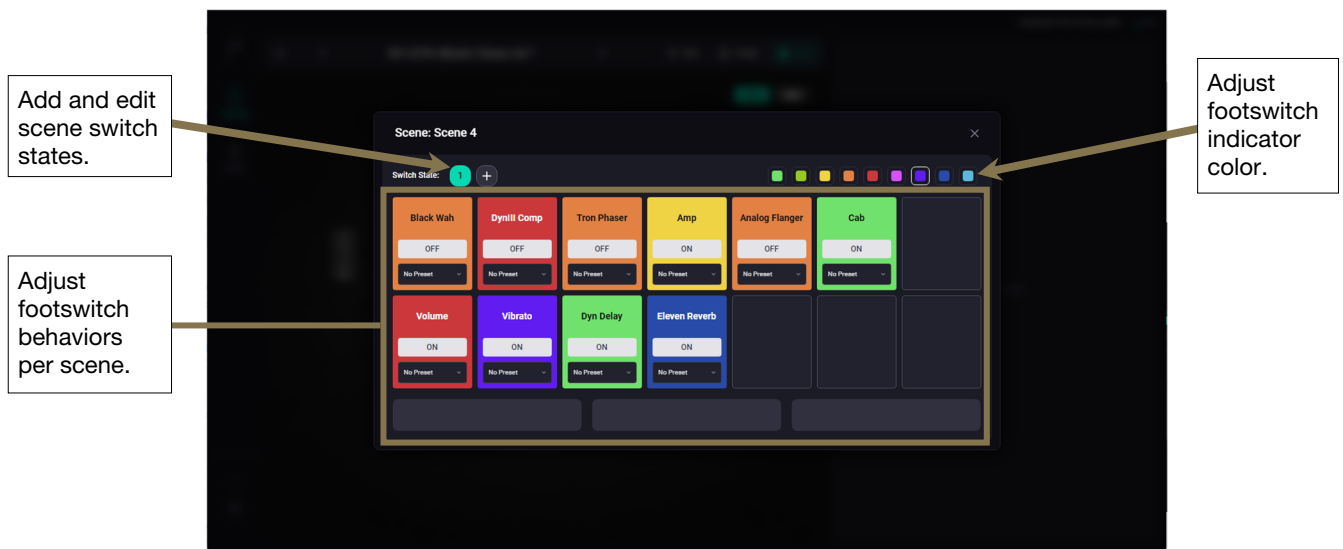 Add and edit
scene switch
states.
Adjust
footswitch
indicator
color.
Adjust
footswitch
behaviors
per scene.
Scene: Scene 4
Switch State: 1 +
Black Wah DynIII Comp Tron Phaser Amp Analog Flanger Cab
OFF OFF OFF ON OFF ON
No Preset No Preset No Preset No Preset No Preset No Preset
Volume Vibrato Dyn Delay Eleven Reverb
ON ON ON ON
No Preset No Preset No Preset No Preset